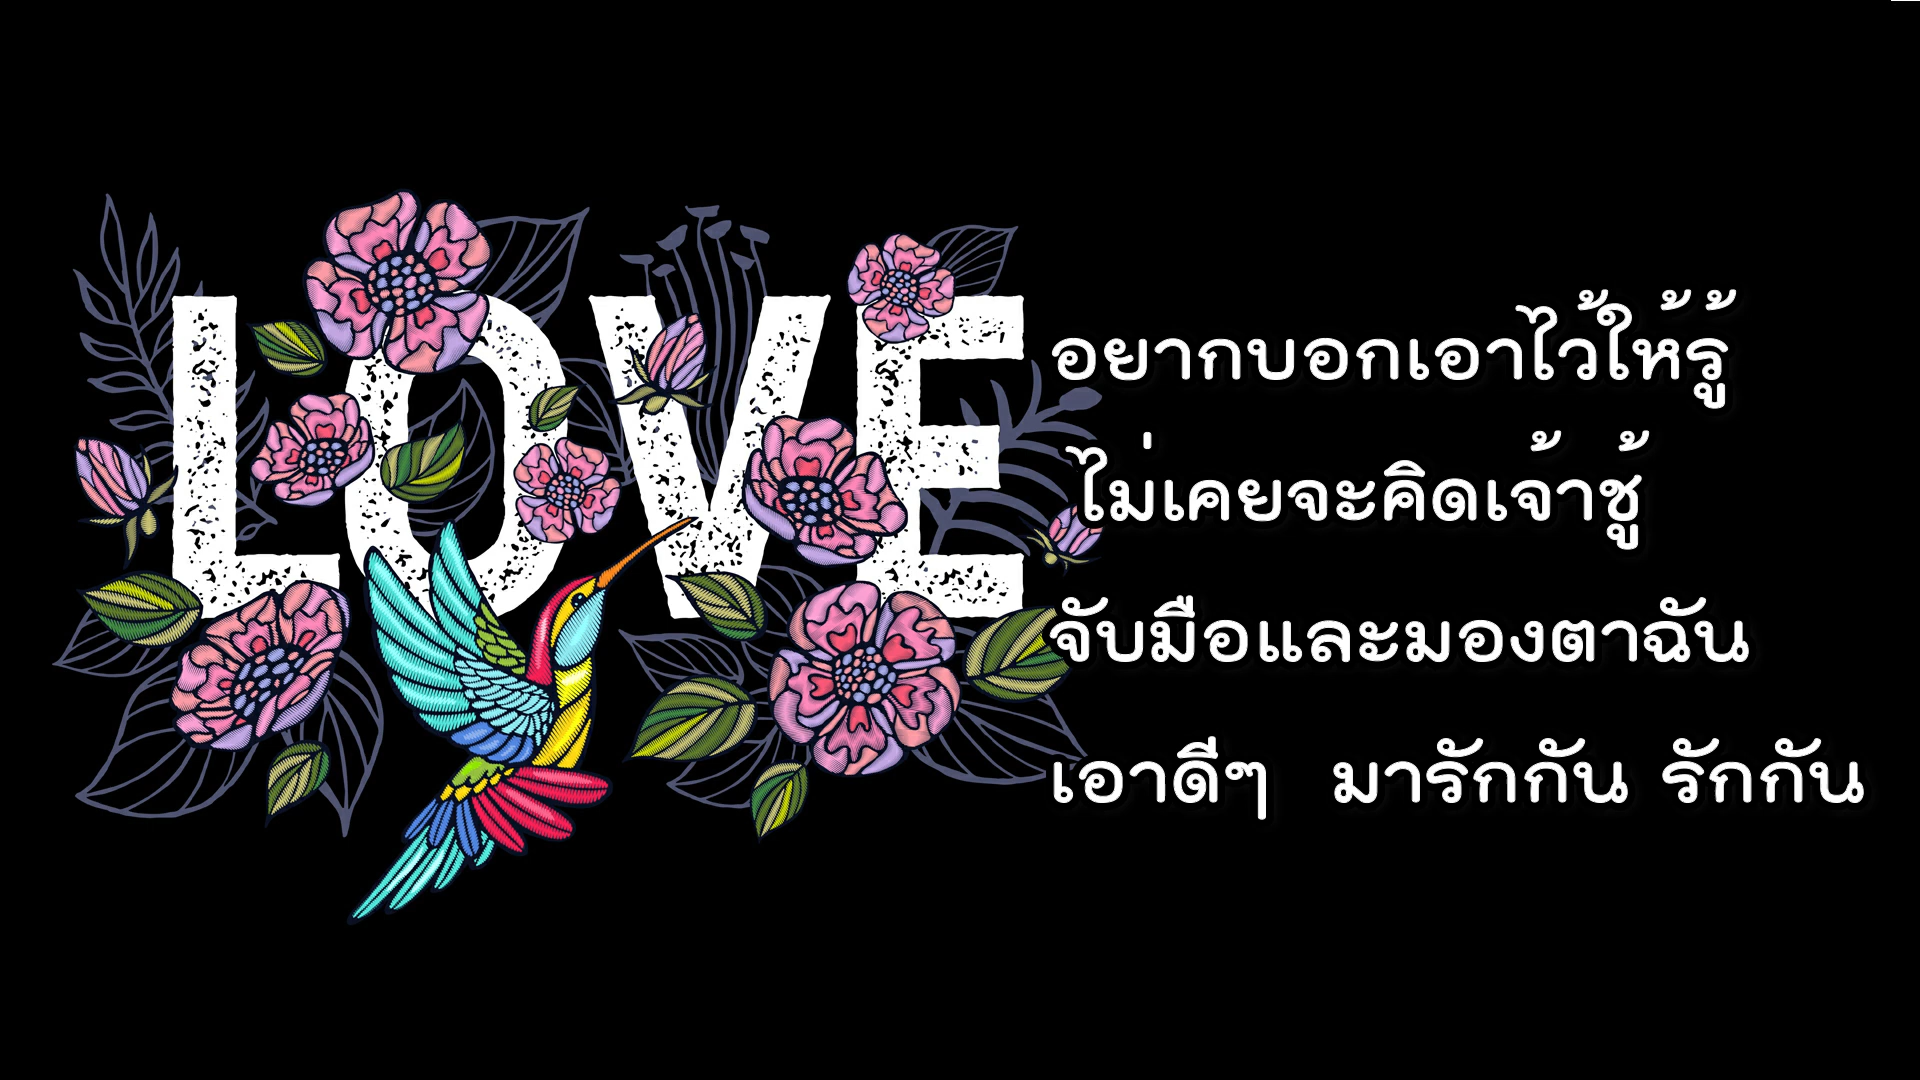 LOVE
อยากบอกเอาไว้ให้รู้
ไม่เคยจะคิดเจ้าชู้
จับมือและมองตาฉัน
เอาดีๆ มารักกัน รักกัน